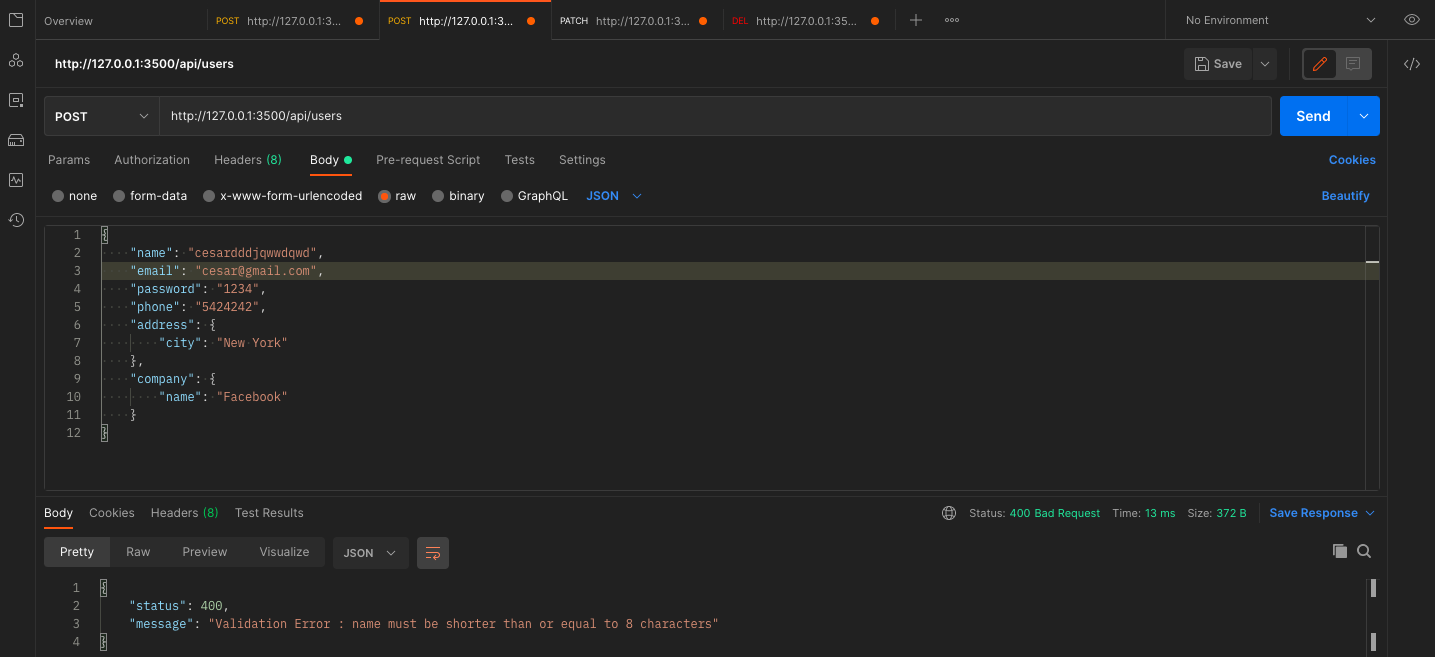 Overview POST http://127.0.0.1:3... POST http://127.0.0.1:3... PATCH http://127.0.0.1:3... DEL http://127.0.0.1:35... No Environment
http://127.0.0.1:3500/api/users Save
POST http://127.0.0.1:3500/api/users Send
Params Authorization Headers (8) Body Pre-request Script Tests Settings Cookies
none form-data x-www-form-urlencoded raw binary GraphQL JSON Beautify
1 {
2 "name": "cesardddjqwwdqwd",
3 "email": "cesar@gmail.com",
4 "password": "1234",
5 "phone": "5424242",
6 "address": {
7 "city": "New York"
8 },
9 "company": {
10 "name": "Facebook"
11 }
12 }
Body Cookies Headers (8) Test Results Status: 400 Bad Request Time: 13 ms Size: 372 B Save Response
Pretty Raw Preview Visualize JSON
1 {
2 "status": 400,
3 "message": "Validation Error : name must be shorter than or equal to 8 characters"
4 }